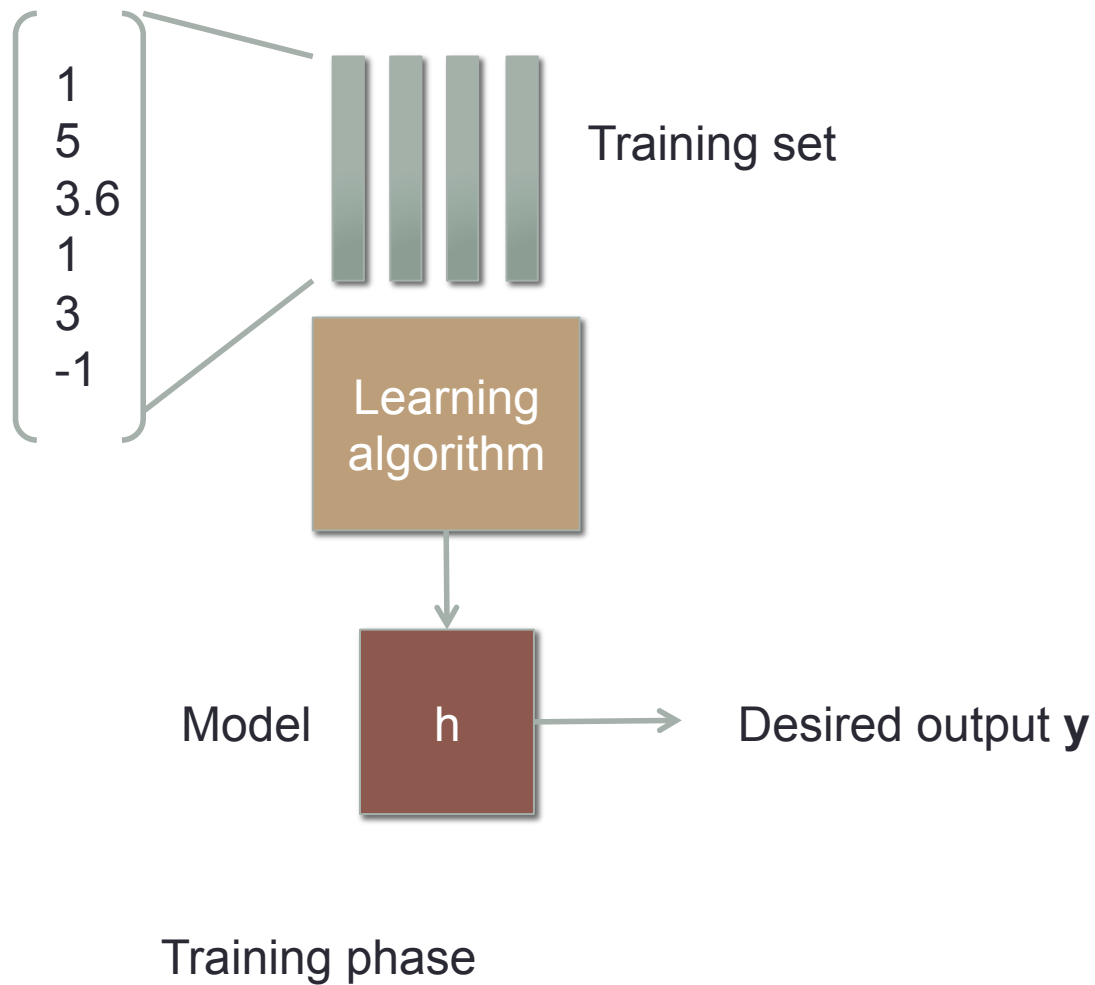 1
5
3.6
1
3
-1
Training set
Learning
algorithm
Model
h
Desired output y
Training phase